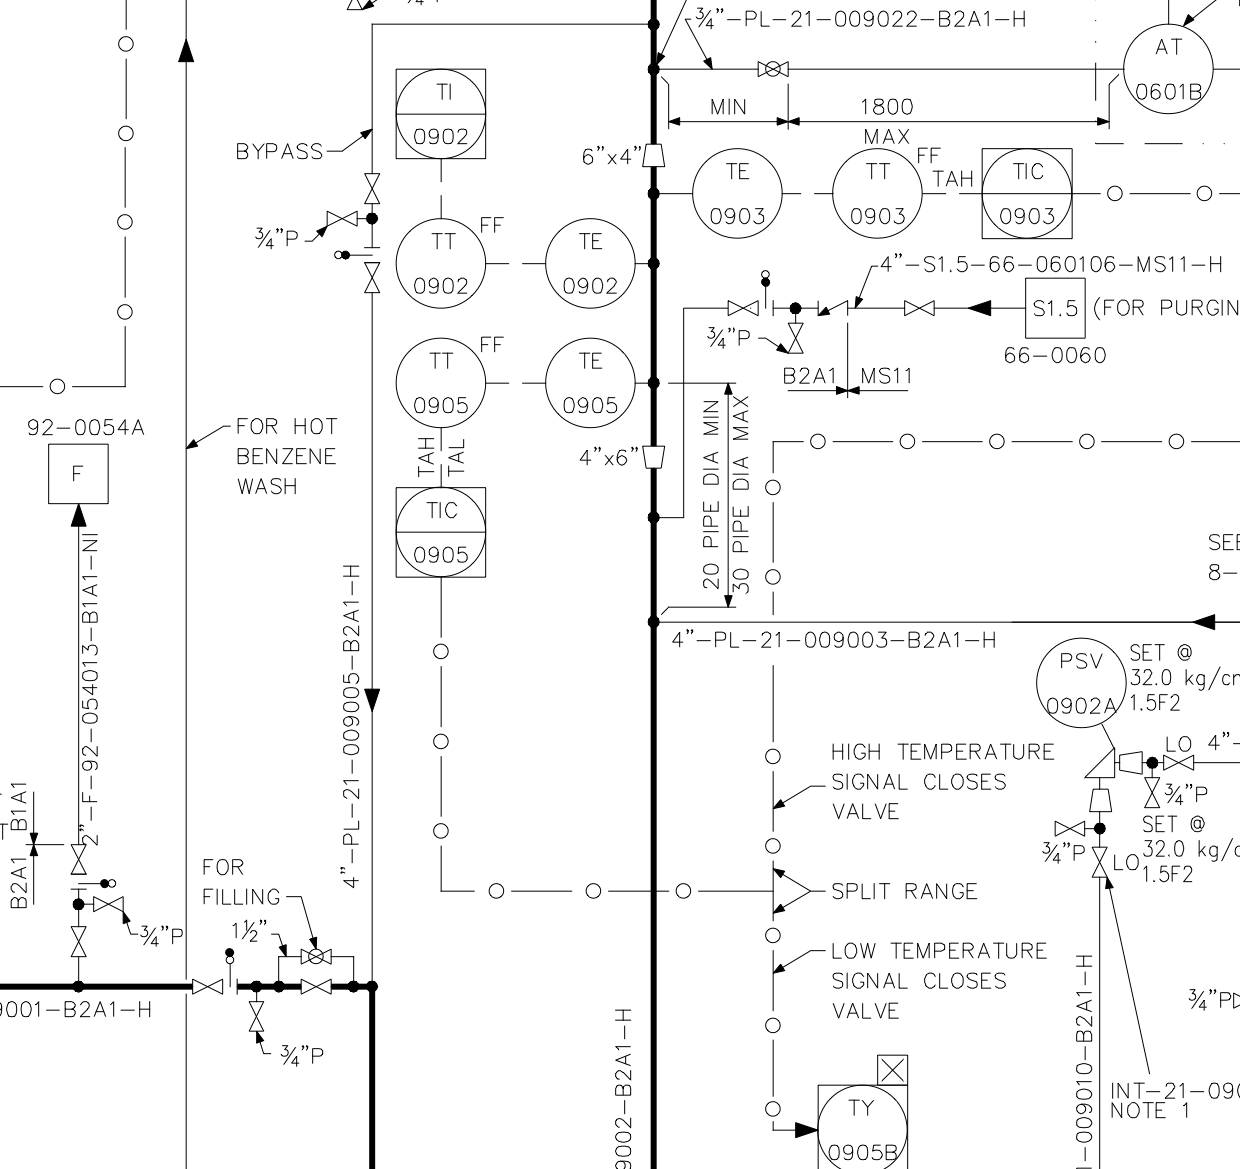 ¾"-PL-21-009022-B2A1-H
AT
0601B
MIN
1800
MAX
TI
0902
BYPASS
6"x4"
TE
0903
TT
0903
FF
TAH
TIC
0903
¾"P
TT
0902
FF
TE
0902
4"-S1.5-66-060106-MS11-H
S1.5
(FOR PURGIN
66-0060
¾"P
B2A1
MS11
TT
0905
FF
TE
0905
92-0054A
F
FOR HOT
BENZENE
WASH
TAH
TAL
4"x6"
20 PIPE DIA MIN
30 PIPE DIA MAX
TIC
0905
SEE
8-
2"-F-92-054013-B1A1-NI
4"-PL-21-009005-B2A1-H
4"-PL-21-009003-B2A1-H
PSV
0902A
SET @
32.0 kg/cm
1.5F2
LO
4"-
¾"P
HIGH TEMPERATURE
SIGNAL CLOSES
VALVE
B1A1
B2A1
T
¾"P
LO
SET @
32.0 kg/c
1.5F2
FOR
FILLING
1½"
SPLIT RANGE
¾"P
LOW TEMPERATURE
SIGNAL CLOSES
VALVE
9001-B2A1-H
¾"P
¾"P
9002-B2A1-H
-009010-B2A1-H
INT-21-090
NOTE 1
TY
0905B